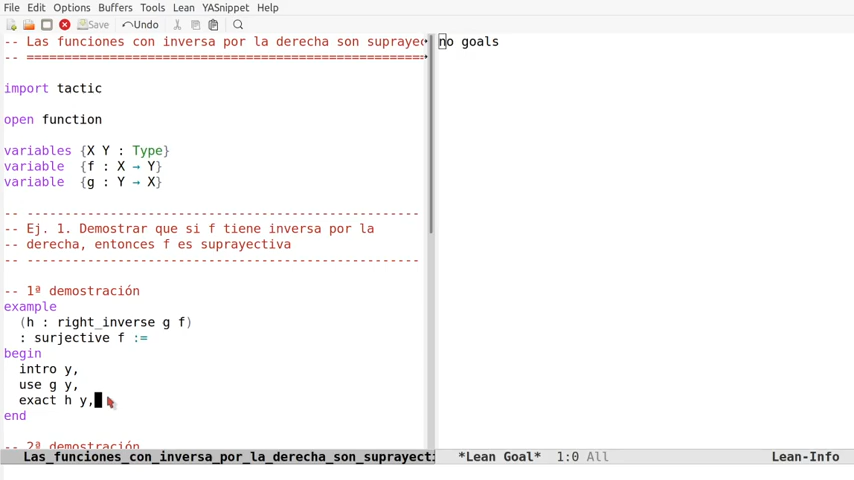 File Edit Options Buffers Tools Lean YASnippet Help
Save Undo
-- Las funciones con inversa por la derecha son suprayec
-- ====================================================
import tactic
open function
variables {X Y : Type}
variable  {f : X → Y}
variable  {g : Y → X}
-- ----------------------------------------------------
-- Ej. 1. Demostrar que si f tiene inversa por la
-- derecha, entonces f es suprayectiva
-- ----------------------------------------------------
-- 1ª demostración
example
  (h : right_inverse g f)
  : surjective f :=
begin
  intro y,
  use g y,
  exact h y,
end
-- 2ª demostración
Las_funciones_con_inversa_por_la_derecha_son_suprayecti
no goals
*Lean Goal* 1:0 All Lean-Info